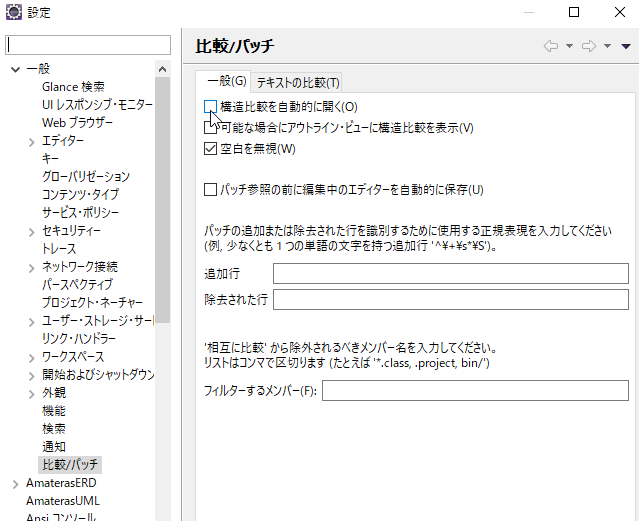 設定
一般
Glance 検索
UI レスポンシブ・モニター
Web ブラウザー
エディター
キー
グローバリゼーション
コンテンツ・タイプ
サービス・ポリシー
セキュリティー
トレース
ネットワーク接続
パースペクティブ
プロジェクト・ネーチャー
ユーザー・ストレージ・サー
リンク・ハンドラー
ワークスペース
開始およびシャットダウン
外観
機能
検索
通知
比較/パッチ
AmaterasERD
AmaterasUML
Ansi コンソール
比較/パッチ
一般(G)
テキストの比較(T)
構造比較を自動的に開く(O)
可能な場合にアウトライン・ビューに構造比較を表示(V)
空白を無視(W)
パッチ参照の前に編集中のエディターを自動的に保存(U)
パッチの追加または除去された行を識別するために使用する正規表現を入力してください
(例, 少なくとも 1 つの単語の文字を持つ追加行 '^¥+¥s*¥S')。
追加行
除去された行
'相互に比較' から除外されるべきメンバー名を入力してください。
リストはコンマで区切ります (たとえば '*.class, .project, bin/')
フィルターするメンバー(F):